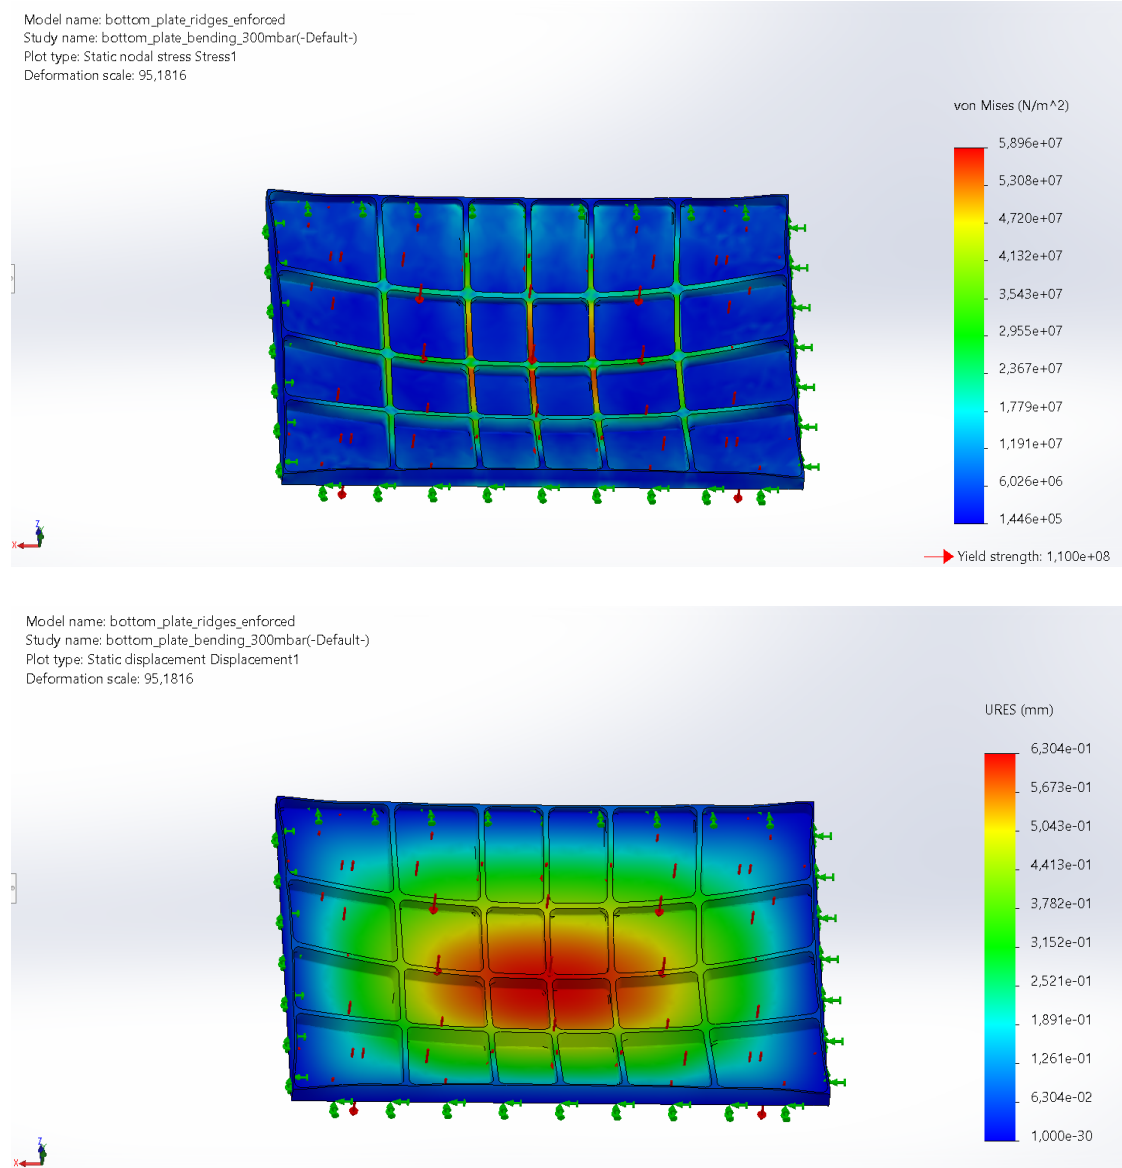 Model name: bottom_plate_ridges_enforced
Study name: bottom_plate_bending_300mbar(-Default-)
Plot type: Static nodal stress Stress1
Deformation scale: 95,1816
von Mises (N/m^2)
5,896e+07
5,308e+07
4,720e+07
4,132e+07
3,543e+07
2,955e+07
2,367e+07
1,779e+07
1,191e+07
6,026e+06
1,446e+05
Yield strength: 1,100e+08
Z
X
Model name: bottom_plate_ridges_enforced
Study name: bottom_plate_bending_300mbar(-Default-)
Plot type: Static displacement Displacement1
Deformation scale: 95,1816
URES (mm)
6,304e-01
5,673e-01
5,043e-01
4,413e-01
3,782e-01
3,152e-01
2,521e-01
1,891e-01
1,261e-01
6,304e-02
1,000e-30
Z
X